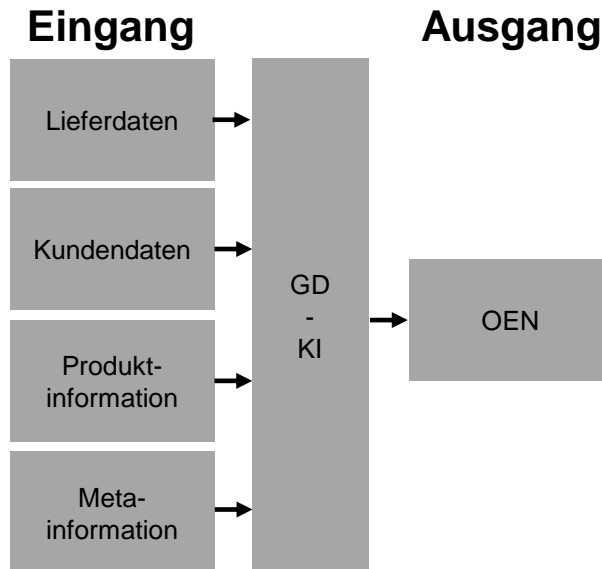 Eingang
Ausgang
Lieferdaten
Kundendaten
Produkt-
information
Meta-
information
GD
-
KI
OEN